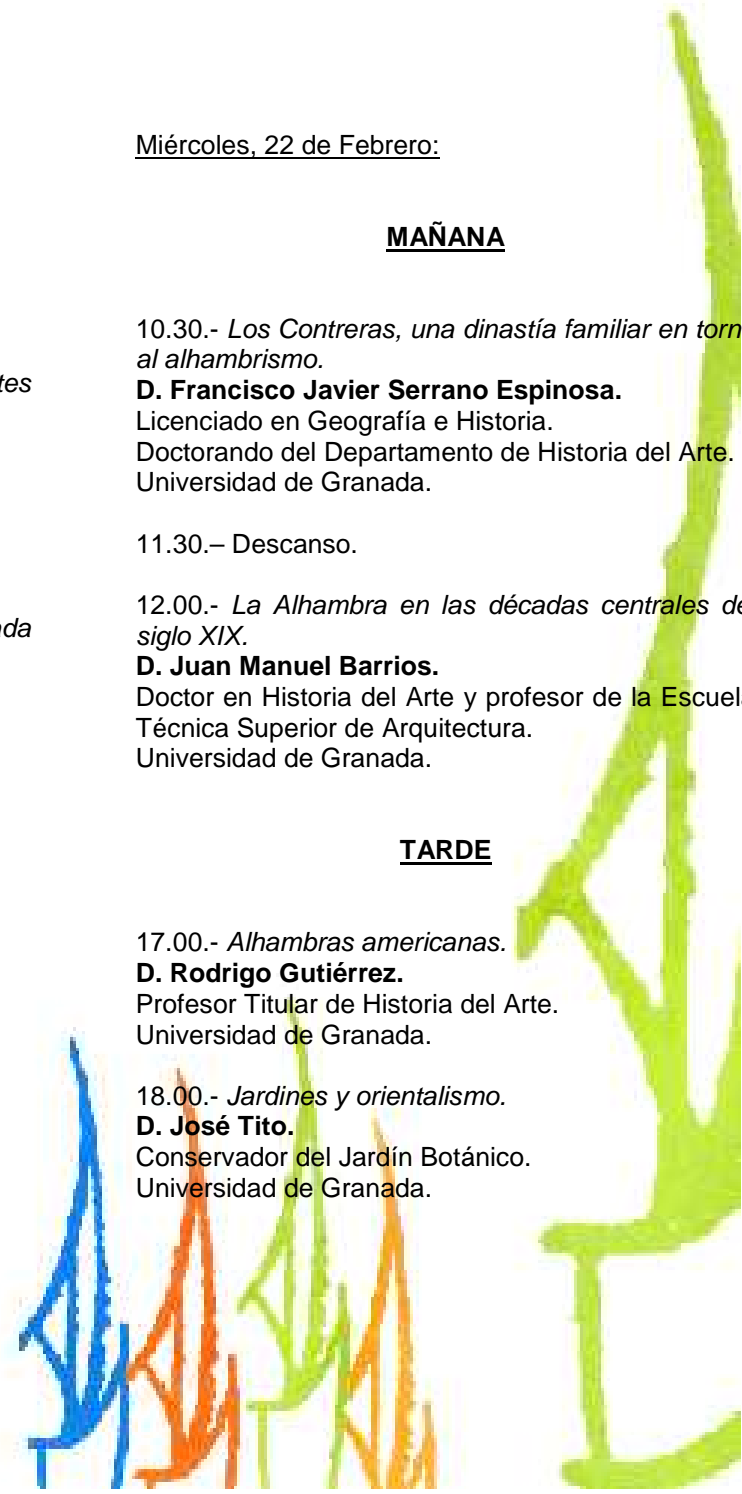 Miércoles, 22 de Febrero:
MAÑANA
10.30.- Los Contreras, una dinastía familiar en torn
al alhambrismo.
D. Francisco Javier Serrano Espinosa.
Licenciado en Geografía e Historia.
Doctorando del Departamento de Historia del Arte.
Universidad de Granada.
11.30.– Descanso.
12.00.- La Alhambra en las décadas centrales de
siglo XIX.
D. Juan Manuel Barrios.
Doctor en Historia del Arte y profesor de la Escuela
Técnica Superior de Arquitectura.
Universidad de Granada.
TARDE
17.00.- Alhambras americanas.
D. Rodrigo Gutiérrez.
Profesor Titular de Historia del Arte.
Universidad de Granada.
18.00.- Jardines y orientalismo.
D. José Tito.
Conservador del Jardín Botánico.
Universidad de Granada.